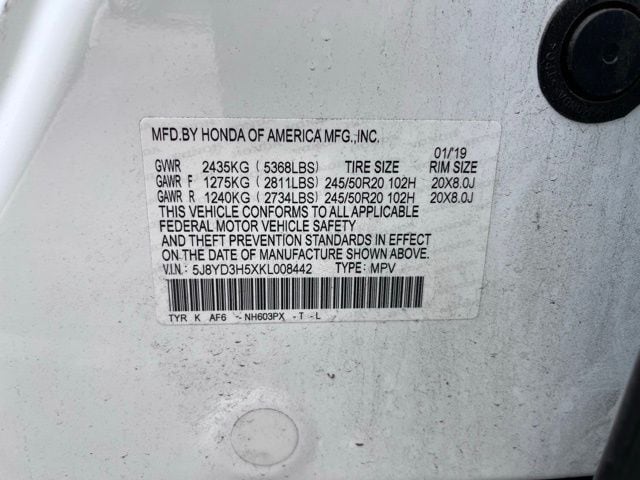 MFD.BY HONDA OF AMERICA MFG.,INC.
01/'19
GVWR 2435KG (5368LBS) TIRE SIZE RIM SIZE
GAWR F 1275KG (2811LBS) 245/50R20 102H 20X8.0J
GAWR R 1240KG (2734LBS) 245/50R20 102H 20X8.0J
THIS VEHICLE CONFORMS TO ALL APPLICABLE
FEDERAL MOTOR VEHICLE SAFETY
AND THEFT PREVENTION STANDARDS IN EFFECT
ON THE DATE OF MANUFACTURE SHOWN ABOVE.
V.I.N.: 5J8YD3H5XKL008442 TYPE: MPV
TYR K AF6 -NH603PX -T -L